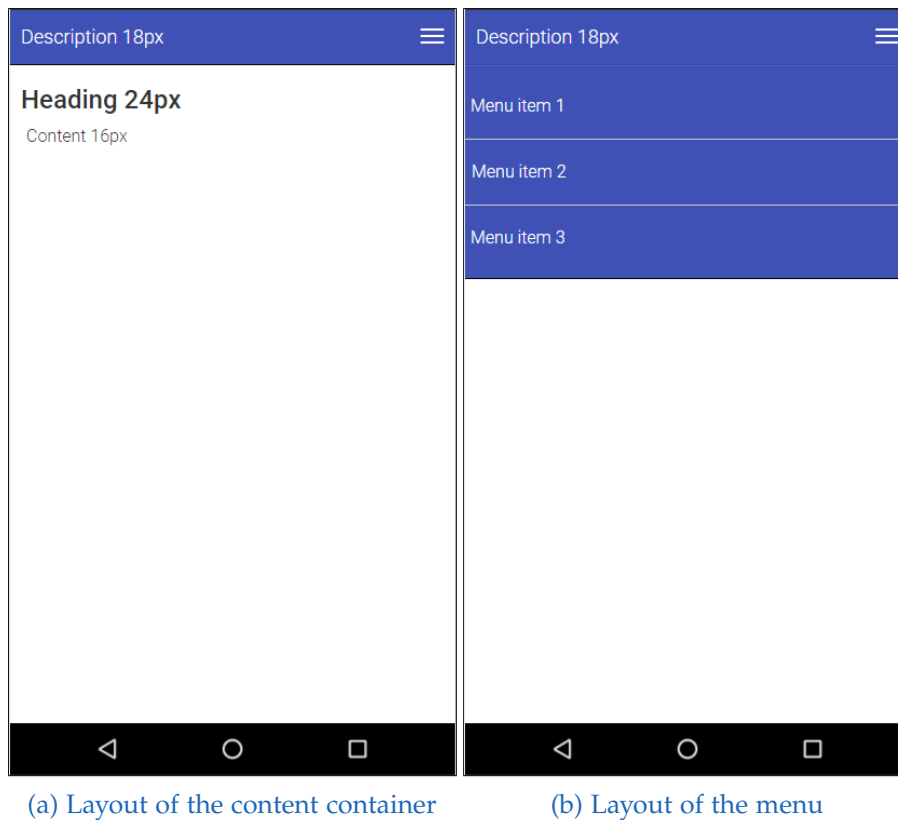 Description 18px
Heading 24px
Content 16px
(a) Layout of the content container
Description 18px
Menu item 1
Menu item 2
Menu item 3
(b) Layout of the menu